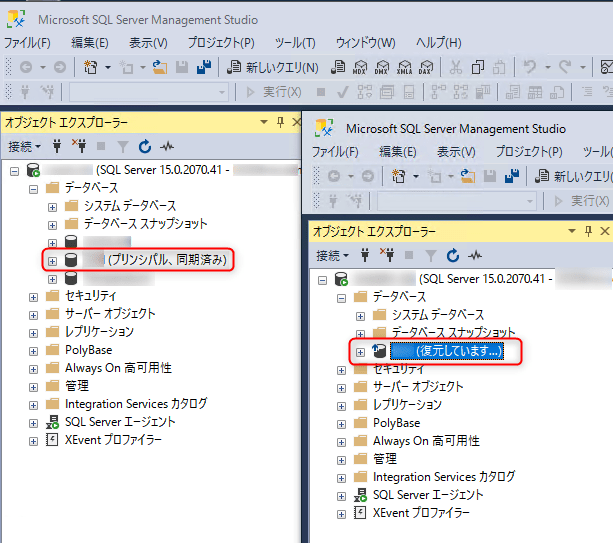 Microsoft SQL Server Management Studio
ファイル(F) 編集(E) 表示(V) プロジェクト(P) ツール(T) ウィンドウ(W) ヘルプ(H)
新しいクエリ(N) MDX DMX XMLA DAX
実行(X)
オブジェクト エクスプローラー
接続
(SQL Server 15.0.2070.41 -
データベース
システム データベース
データベース スナップショット
(プリンシパル、同期済み)
セキュリティ
サーバー オブジェクト
レプリケーション
PolyBase
Always On 高可用性
管理
Integration Services カタログ
SQL Server エージェント
XEvent プロファイラー
Microsoft SQL Server Management Studio
ファイル(F) 編集(E) 表示(V) プロジェクト(P) ツール
新しいクエリ(N)
実行(X)
オブジェクト エクスプローラー
接続
(SQL Server 15.0.2070.41 -
データベース
システム データベース
データベース スナップショット
(復元しています...)
セキュリティ
サーバー オブジェクト
レプリケーション
PolyBase
Always On 高可用性
管理
Integration Services カタログ
SQL Server エージェント
XEvent プロファイラー